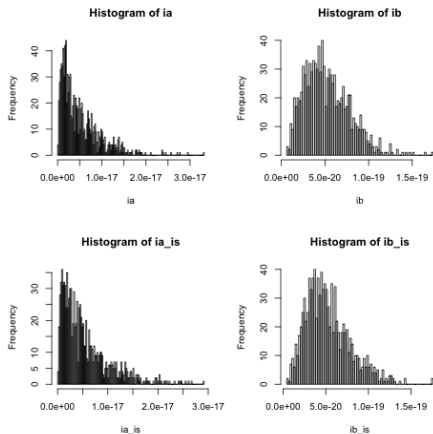 Histogram of ia
Frequency
0 10 20 30 40
0.0e+00 1.0e-17 2.0e-17 3.0e-17
ia
Histogram of ib
Frequency
0 10 20 30 40
0.0e+00 5.0e-20 1.0e-19 1.5e-19
ib
Histogram of ia_is
Frequency
0 5 10 20 30
0.0e+00 1.0e-17 2.0e-17 3.0e-17
ia_is
Histogram of ib_is
Frequency
0 10 20 30 40
0.0e+00 5.0e-20 1.0e-19 1.5e-19
ib_is